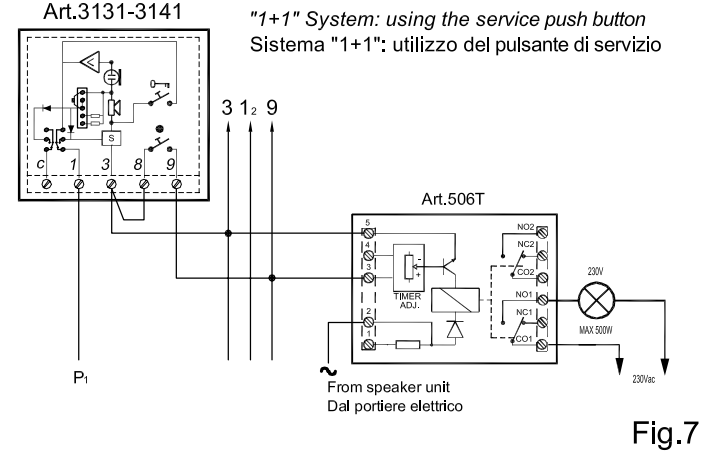 Art.3131-3141
"1+1" System: using the service push button
Sistema "1+1": utilizzo del pulsante di servizio
S
C 1 3 8 9
3 1₂ 9
Art.506T
5
4
3
2
1
- +
TIMER
ADJ.
NO2
NC2
CO2
NO1
NC1
CO1
230V
MAX 500W
230Vac
P₁
~
From speaker unit
Dal portiere elettrico
Fig.7